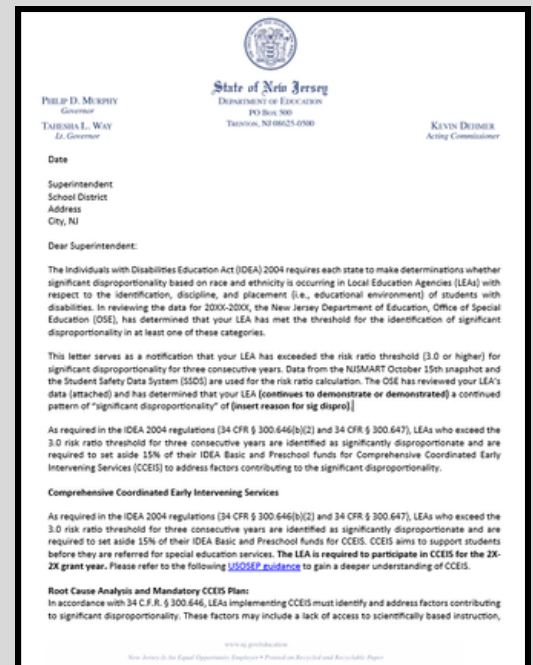 State of New Jersey
DEPARTMENT OF EDUCATION
PO BOX 500
TRENTON, NJ 08625-0500
PHILIP D. MURPHY
Governor
TAHESHA L. WAY
Lt. Governor
KEVIN DEHMER
Acting Commissioner
Date
Superintendent
School District
Address
City, NJ
Dear Superintendent:
The Individuals with Disabilities Education Act (IDEA) 2004 requires each state to make determinations whether
significant disproportionality based on race and ethnicity is occurring in Local Education Agencies (LEAs) with
respect to the identification, discipline, and placement (i.e., educational environment) of students with
disabilities. In reviewing the data for 20XX-20XX, the New Jersey Department of Education, Office of Special
Education (OSE), has determined that your LEA has met the threshold for the identification of significant
disproportionality in at least one of these categories.
This letter serves as a notification that your LEA has exceeded the risk ratio threshold (3.0 or higher) for
significant disproportionality for three consecutive years. Data from the NJSMART October 15th snapshot and
the Student Safety Data System (SSDS) are used for the risk ratio calculation. The OSE has reviewed your LEA's
data (attached) and has determined that your LEA (continues to demonstrate or demonstrated) a continued
pattern of "significant disproportionality" of (insert reason for sig dispro).
As required in the IDEA 2004 regulations (34 CFR § 300.646(b)(2) and 34 CFR § 300.647), LEAs who exceed the
3.0 risk ratio threshold for three consecutive years are identified as significantly disproportionate and are
required to set aside 15% of their IDEA Basic and Preschool funds for Comprehensive Coordinated Early
Intervening Services (CCEIS) to address factors contributing to the significant disproportionality.
Comprehensive Coordinated Early Intervening Services
As required in the IDEA 2004 regulations (34 CFR § 300.646(b)(2) and 34 CFR § 300.647), LEAs who exceed the
3.0 risk ratio threshold for three consecutive years are identified as significantly disproportionate and are
required to set aside 15% of their IDEA Basic and Preschool funds for CCEIS. CCEIS aims to support students
before they are referred for special education services. The LEA is required to participate in CCEIS for the 2X-
2X grant year. Please refer to the following USOSEP guidance to gain a deeper understanding of CCEIS.
Root Cause Analysis and Mandatory CCEIS Plan:
In accordance with 34 C.F.R. § 300.646, LEAs implementing CCEIS must identify and address factors contributing
to significant disproportionality. These factors may include a lack of access to scientifically based instruction,
www.nj.gov/education
New Jersey Is An Equal Opportunity Employer • Printed on Recycled and Recyclable Paper